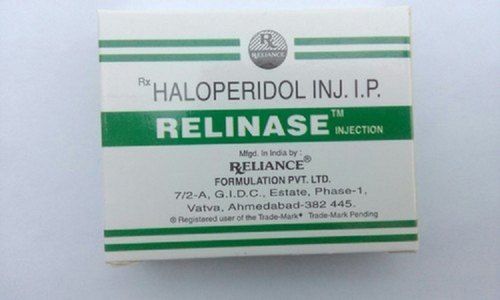 R
RELIANCE
Rx HALOPERIDOL INJ. I.P.
RELINASE™ INJECTION
Mfgd. in India by :
RELIANCE®
FORMULATION PVT. LTD.
7/2-A, G.I.D.C., Estate, Phase-1,
Vatva, Ahmedabad-382 445.
® Registered user of the Trade-Mark* Trade-Mark Pending